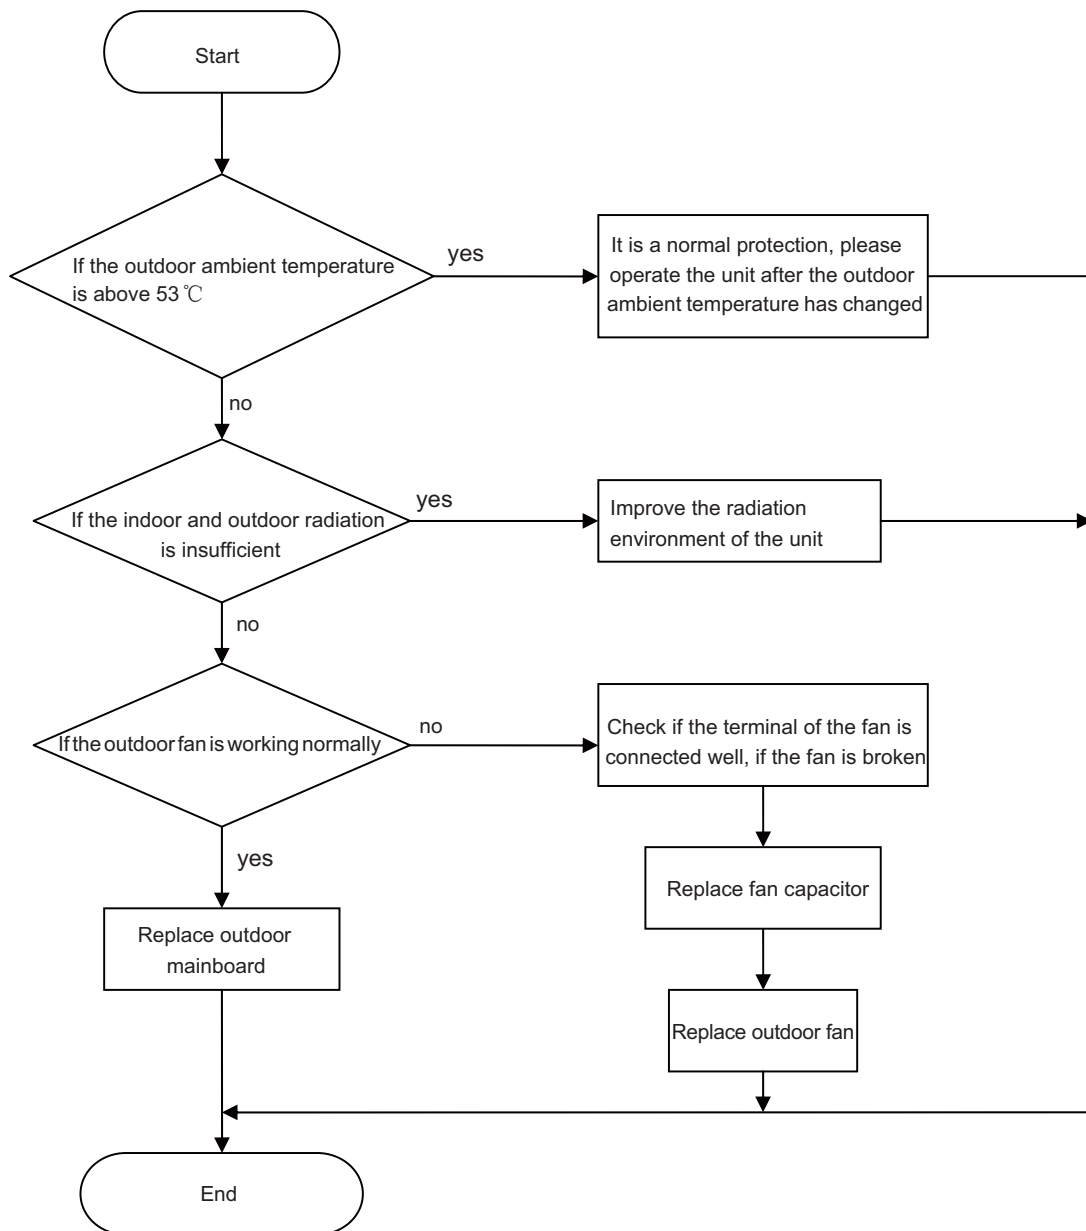 Start
If the outdoor ambient temperature
is above 53℃
yes
It is a normal protection, please
operate the unit after the outdoor
ambient temperature has changed
no
If the indoor and outdoor radiation
is insufficient
yes
Improve the radiation
environment of the unit
no
If the outdoor fan is working normally
no
Check if the terminal of the fan is
connected well, if the fan is broken
yes
Replace fan capacitor
Replace outdoor
mainboard
Replace outdoor fan
End